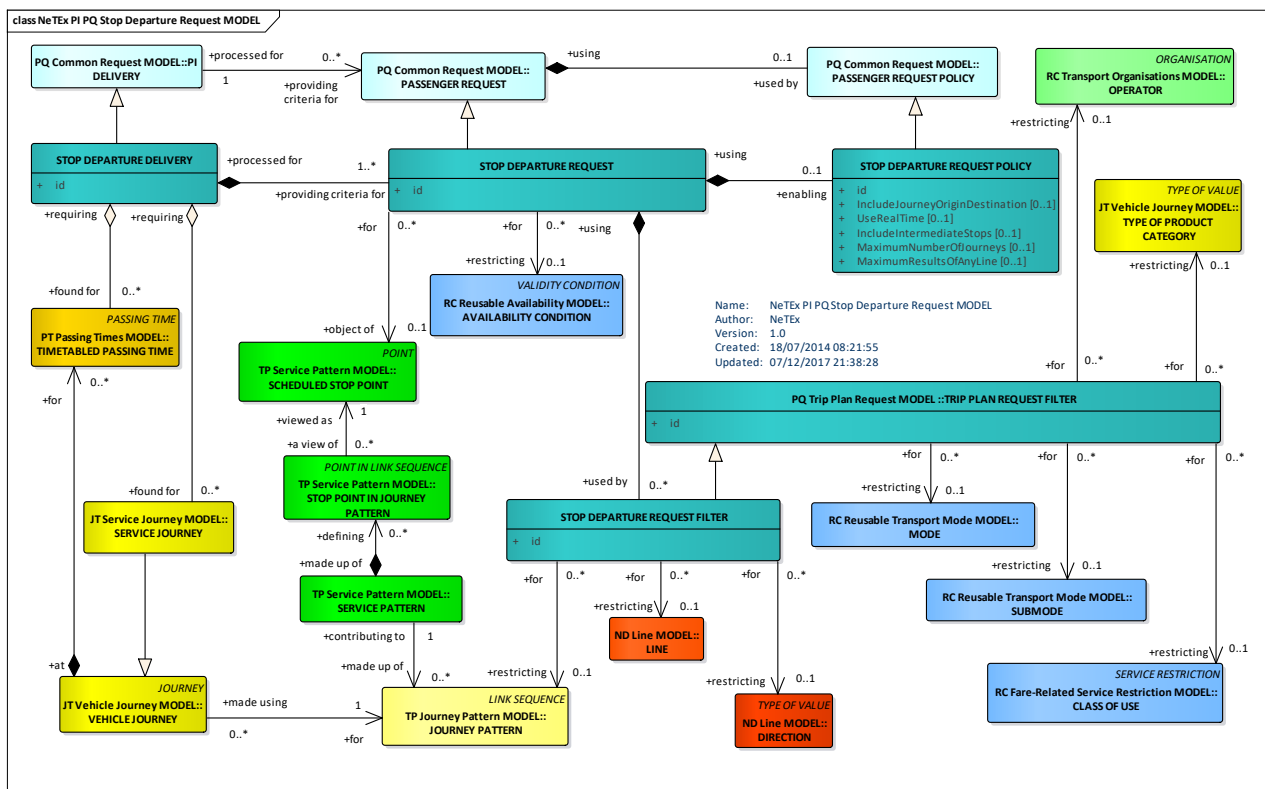 class NeTEx PI PQ Stop Departure Request MODEL
PQ Common Request MODEL::PI
DELIVERY
+processed for
1
0..*
+providing
criteria for
PQ Common Request MODEL::
PASSENGER REQUEST
+using
0..1
+used by
PQ Common Request MODEL::
PASSENGER REQUEST POLICY
ORGANISATION
RC Transport Organisations MODEL::
OPERATOR
+restricting
0..1
STOP DEPARTURE DELIVERY
+ id
+processed for
1..*
+providing criteria for
STOP DEPARTURE REQUEST
+ id
+using
0..1
+enabling
STOP DEPARTURE REQUEST POLICY
+ id
+ IncludeJourneyOriginDestination [0..1]
+ UseRealTime [0..1]
+ IncludeIntermediateStops [0..1]
+ MaximumNumberOfJourneys [0..1]
+ MaximumResultsOfAnyLine [0..1]
TYPE OF VALUE
JT Vehicle Journey MODEL::
TYPE OF PRODUCT
CATEGORY
+restricting
0..1
+requiring
+requiring
+for
0..*
+for
0..*
+using
+restricting
0..1
VALIDITY CONDITION
RC Reusable Availability MODEL::
AVAILABILITY CONDITION
+found for
0..*
PASSING TIME
PT Passing Times MODEL::
TIMETABLED PASSING TIME
+object of
0..1
POINT
TP Service Pattern MODEL::
SCHEDULED STOP POINT
Name: NeTEx PI PQ Stop Departure Request MODEL
Author: NeTEx
Version: 1.0
Created: 18/07/2014 08:21:55
Updated: 07/12/2017 21:38:28
+for
0..*
+for
0..*
0..*
+for
PQ Trip Plan Request MODEL ::TRIP PLAN REQUEST FILTER
+ id
1
+viewed as
+a view of
0..*
POINT IN LINK SEQUENCE
TP Service Pattern MODEL::
STOP POINT IN JOURNEY
PATTERN
+for
0..*
+for
0..*
+for
0..*
+used by
0..*
+restricting
0..1
+found for
0..*
JT Service Journey MODEL::
SERVICE JOURNEY
STOP DEPARTURE REQUEST FILTER
+ id
RC Reusable Transport Mode MODEL::
MODE
+defining
0..*
+made up of
+restricting
0..1
TP Service Pattern MODEL::
SERVICE PATTERN
+for
0..*
+for
0..*
+for
0..*
RC Reusable Transport Mode MODEL::
SUBMODE
+restricting
0..1
ND Line MODEL::
LINE
+contributing to
1
+made up of
0..*
+restricting
0..1
+restricting
0..1
+restricting
0..1
+at
JOURNEY
JT Vehicle Journey MODEL::
VEHICLE JOURNEY
+made using
0..*
1
+for
LINK SEQUENCE
TP Journey Pattern MODEL::
JOURNEY PATTERN
TYPE OF VALUE
ND Line MODEL::
DIRECTION
SERVICE RESTRICTION
RC Fare-Related Service Restriction MODEL::
CLASS OF USE